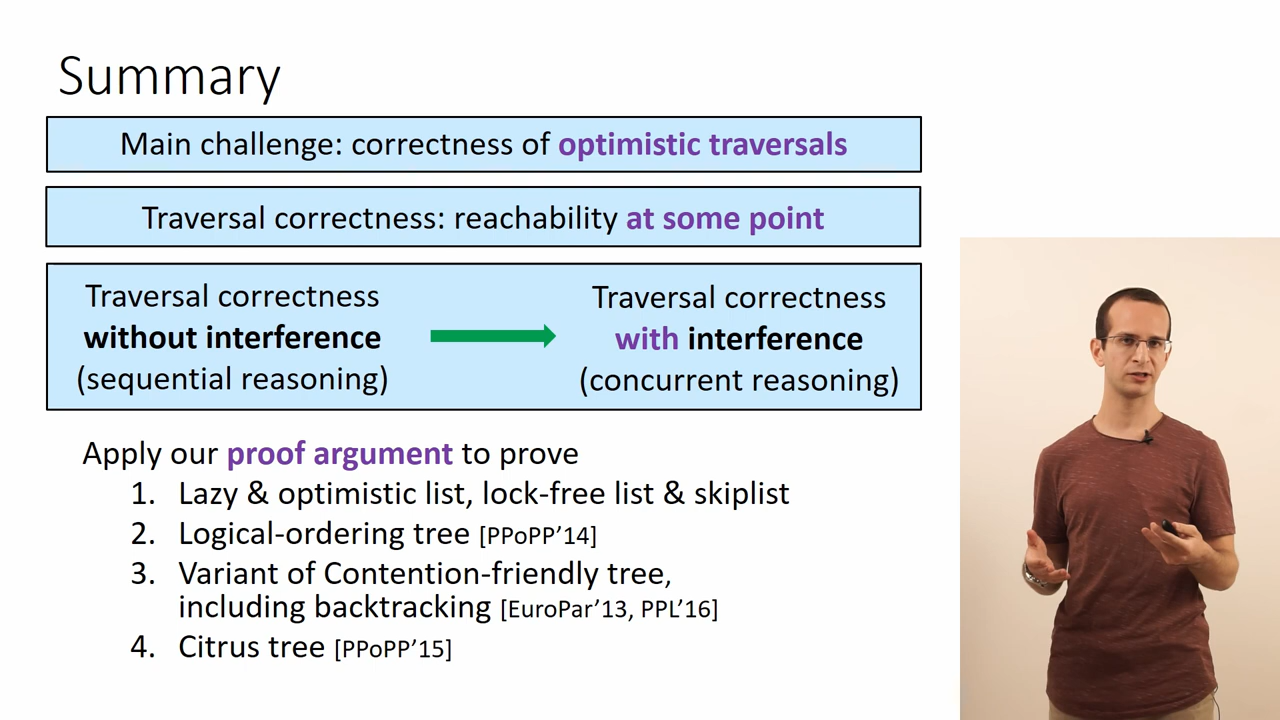 Summary
Main challenge: correctness of optimistic traversals
Traversal correctness: reachability at some point
Traversal correctness
without interference
(sequential reasoning)
Traversal correctness
with interference
(concurrent reasoning)
Apply our proof argument to prove
1. Lazy & optimistic list, lock-free list & skiplist
2. Logical-ordering tree [PPoPP’14]
3. Variant of Contention-friendly tree,
including backtracking [EuroPar’13, PPL’16]
4. Citrus tree [PPoPP’15]